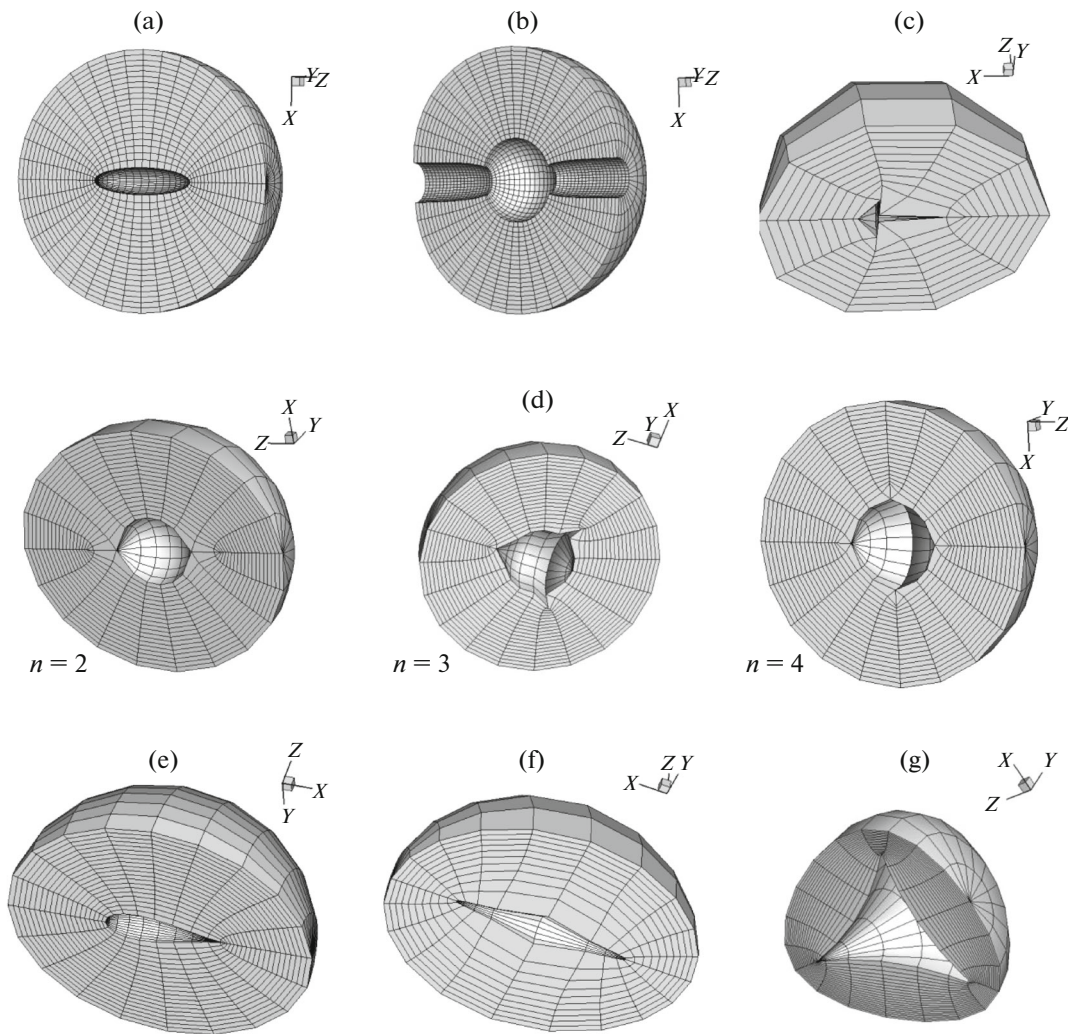 (a)
(b)
(c)
Y Z
X
Y Z
X
Z Y
X
(d)
X
Z Y
Y X
Z
Y
Z
X
n = 2
n = 3
n = 4
(e)
(f)
(g)
Z
X
Y
Z Y
X
X Y
Z